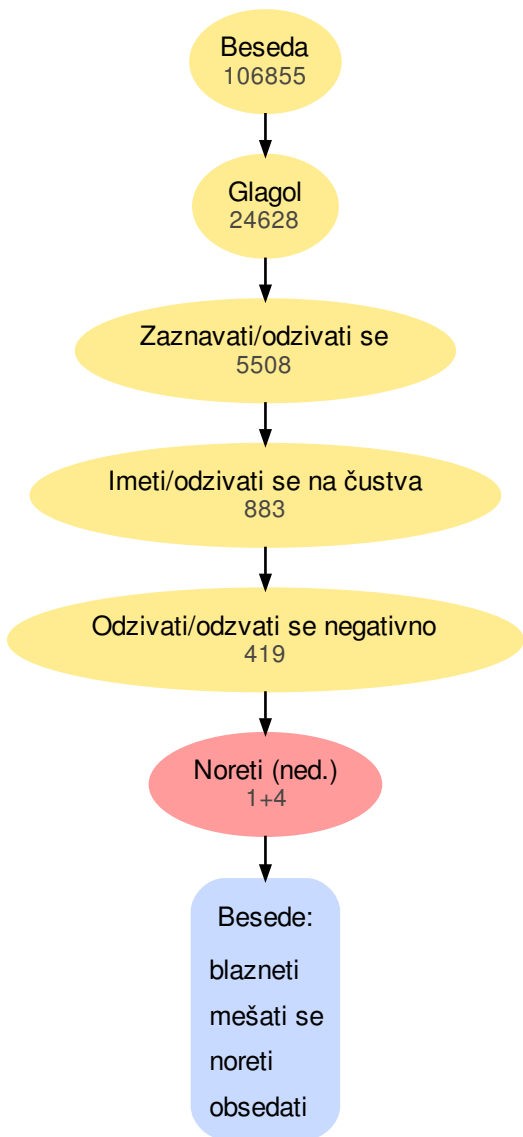 Beseda
106855
Glagol
24628
Zaznavati/odzivati se
5508
Imeti/odzivati se na čustva
883
Odzivati/odzvati se negativno
419
Noreti (ned.)
1+4
Besede:
blazneti
mešati se
noreti
obsedati